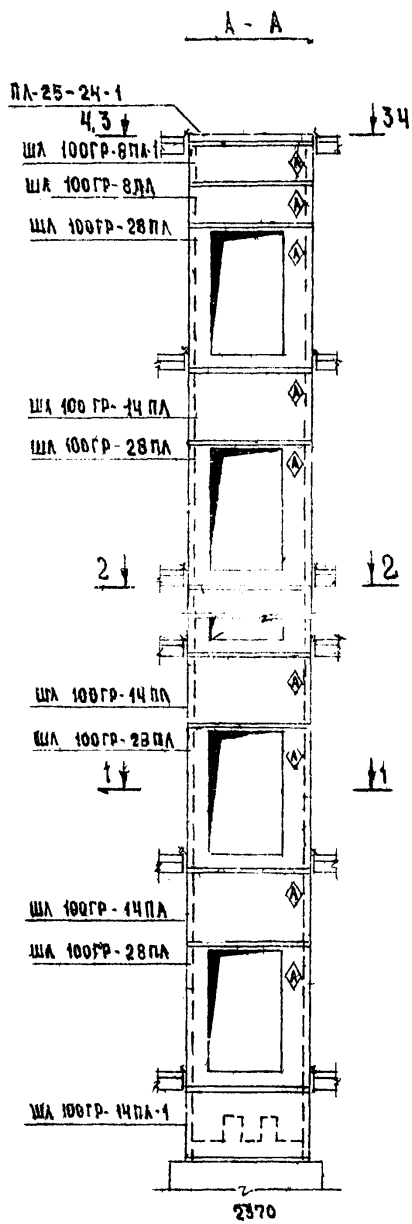 А - А
ПЛ-25-24-1
4,3
34
ШЛ 100ГР-8ПЛ-1
А
ШЛ 100ГР-8ПЛ
А
ШЛ 100ГР-28ПЛ
А
А
ШЛ 100ГР-14ПЛ
ШЛ 100ГР-28ПЛ
А
2
2
А
ШЛ 100ГР-14ПЛ
ШЛ 100ГР-28ПЛ
А
1
1
А
ШЛ 100ГР-14ПЛ
ШЛ 100ГР-28ПЛ
А
ШЛ 100ГР-14ПЛ-1
2370